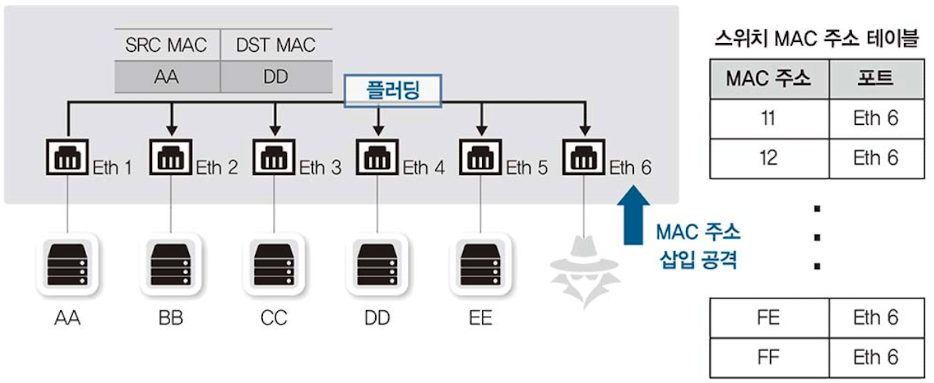 SRC MAC DST MAC
AA DD
플러딩
Eth 1 Eth 2 Eth 3 Eth 4 Eth 5 Eth 6
MAC 주소
삽입 공격
AA BB CC DD EE
스위치 MAC 주소 테이블
MAC 주소 포트
11 Eth 6
12 Eth 6
FE Eth 6
FF Eth 6